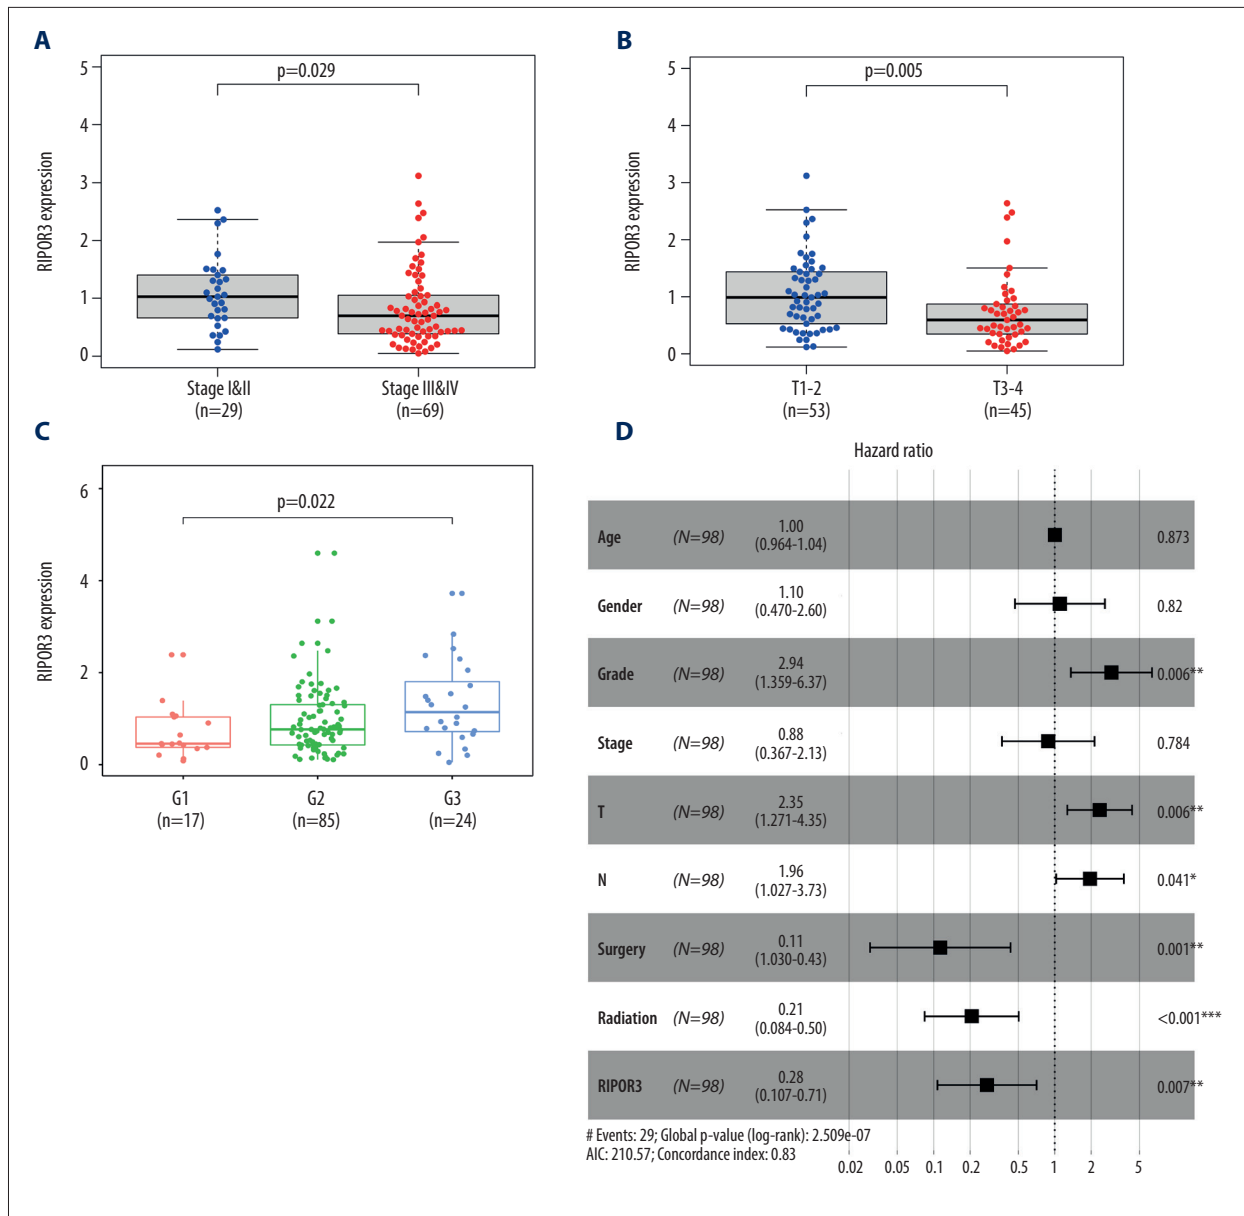 A
5
4
3
2
1
0
RIPOR3 expression
p=0.029
Stage I&II
(n=29)
Stage III&IV
(n=69)
B
5
4
3
2
1
0
RIPOR3 expression
p=0.005
T1-2
(n=53)
T3-4
(n=45)
C
6
4
2
0
RIPOR3 expression
p=0.022
G1
(n=17)
G2
(n=85)
G3
(n=24)
D
Hazard ratio
Age (N=98) 1.00 0.873
(0.964-1.04)
Gender (N=98) 1.10 0.82
(0.470-2.60)
Grade (N=98) 2.94 0.006**
(1.359-6.37)
Stage (N=98) 0.88 0.784
(0.367-2.13)
T (N=98) 2.35 0.006**
(1.271-4.35)
N (N=98) 1.96 0.041*
(1.027-3.73)
Surgery (N=98) 0.11 0.001**
(1.030-0.43)
Radiation (N=98) 0.21 <0.001***
(0.084-0.50)
RIPOR3 (N=98) 0.28 0.007**
(0.107-0.71)
# Events: 29; Global p-value (log-rank): 2.509e-07
AIC: 210.57; Concordance index: 0.83
0.02 0.05 0.1 0.2 0.5 1 2 5